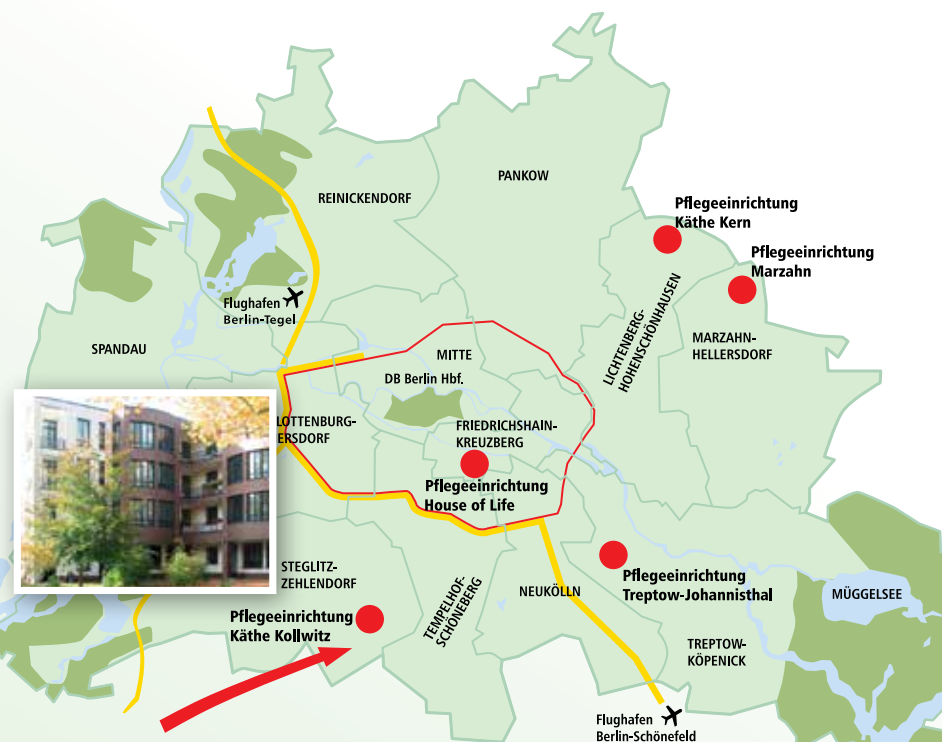 PANKOW
REINICKENDORF
Pflegeeinrichtung
Käthe Kern
Pflegeeinrichtung
Marzahn
Flughafen
Berlin-Tegel
LICHTENBERG-
HOHENSCHÖNHAUSEN
SPANDAU
MITTE
MARZAHN-
HELLERSDORF
DB Berlin Hbf.
LOTTENBURG-
ERSDORF
FRIEDRICHSHAIN-
KREUZBERG
Pflegeeinrichtung
House of Life
STEGLITZ-
ZEHLENDORF
Pflegeeinrichtung
Käthe Kollwitz
TEMPELHOF-
SCHÖNEBERG
NEUKÖLLN
Pflegeeinrichtung
Treptow-Johannisthal
MÜGGELSEE
TREPTOW-
KÖPENICK
Flughafen
Berlin-Schönefeld